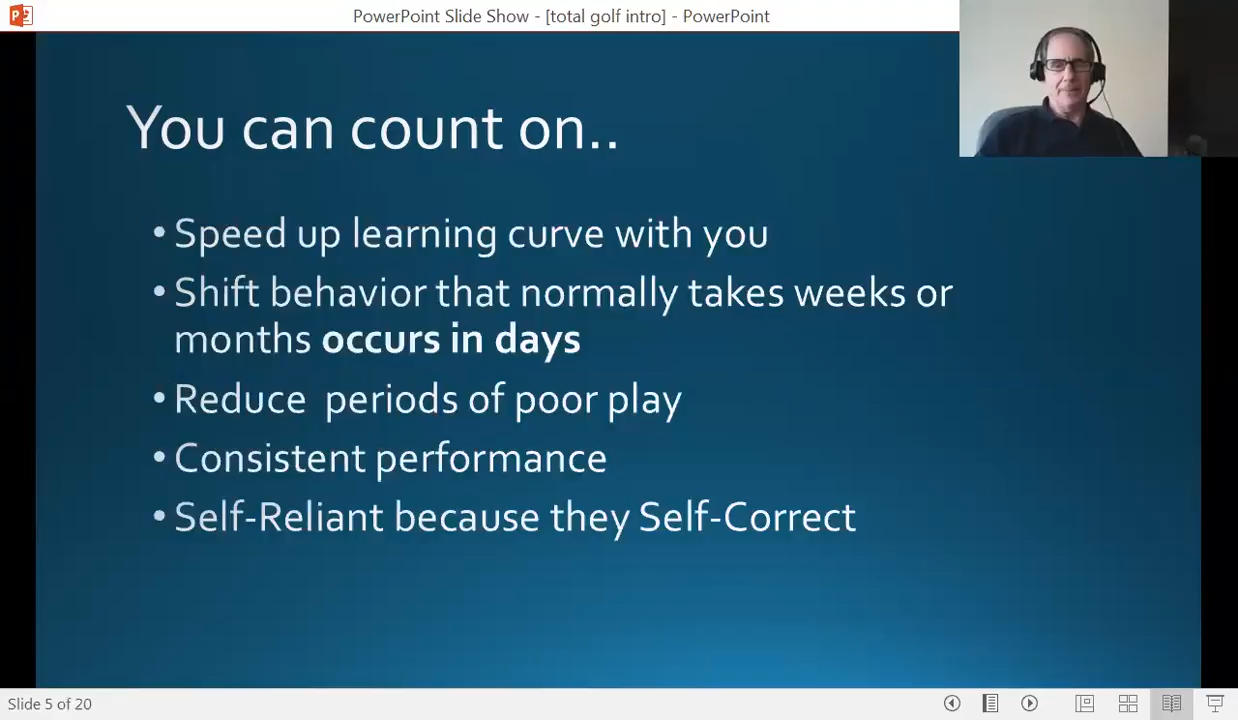 PowerPoint Slide Show - [total golf intro] - PowerPoint
You can count on..
• Speed up learning curve with you
• Shift behavior that normally takes weeks or
months occurs in days
• Reduce  periods of poor play
• Consistent performance
• Self-Reliant because they Self-Correct
Slide 5 of 20